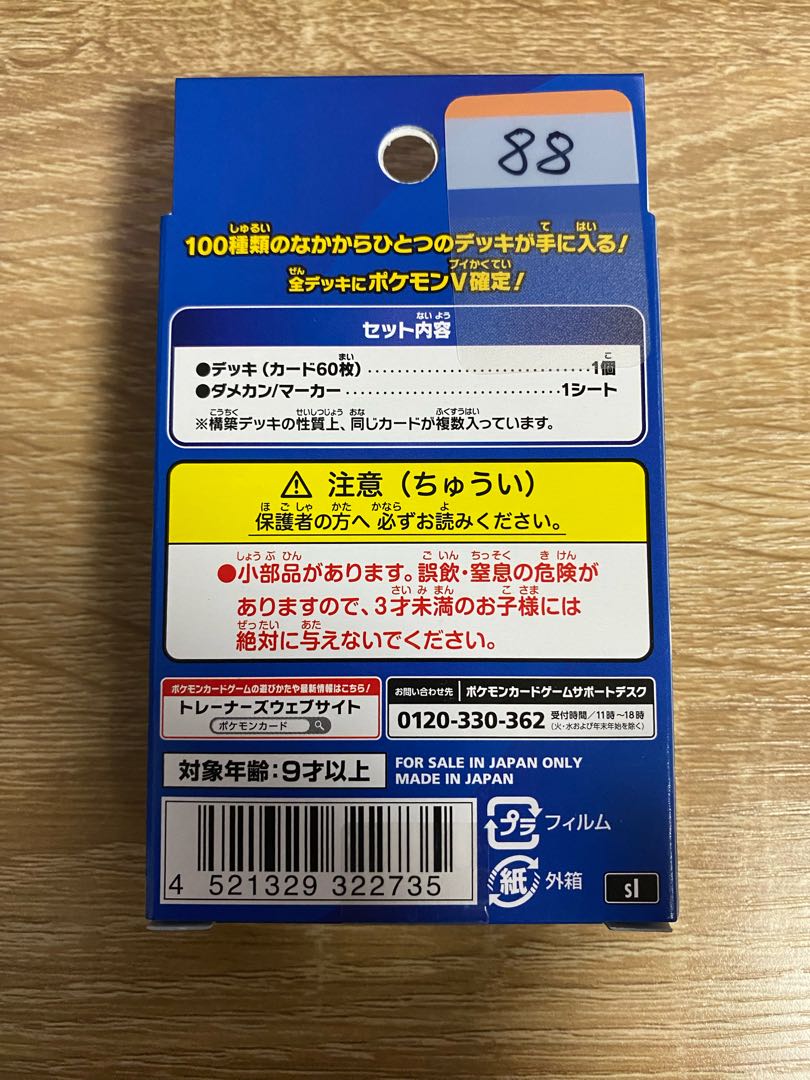 88
100種類のなかからひとつのデッキが手に入る!
全デッキにポケモンV確定!
セット内容
●デッキ（カード60枚）..............................1個
●ダメカン/マーカー..............................1シート
※構築デッキの性質上、同じカードが複数入っています。
⚠ 注意（ちゅうい）
保護者の方へ 必ずお読みください。
●小部品があります。誤飲・窒息の危険が
ありますので、3才未満のお子様には
絶対に与えないでください。
ポケモンカードゲームの遊びかたや最新情報はこちら!
トレーナーズウェブサイト
ポケモンカード
お問い合わせ先 ポケモンカードゲームサポートデスク
0120-330-362 受付時間/11時〜18時
(火・水および年末年始を除く)
対象年齢:9才以上
FOR SALE IN JAPAN ONLY
MADE IN JAPAN
4 521329 322735
プラ フィルム
紙 外箱
sI